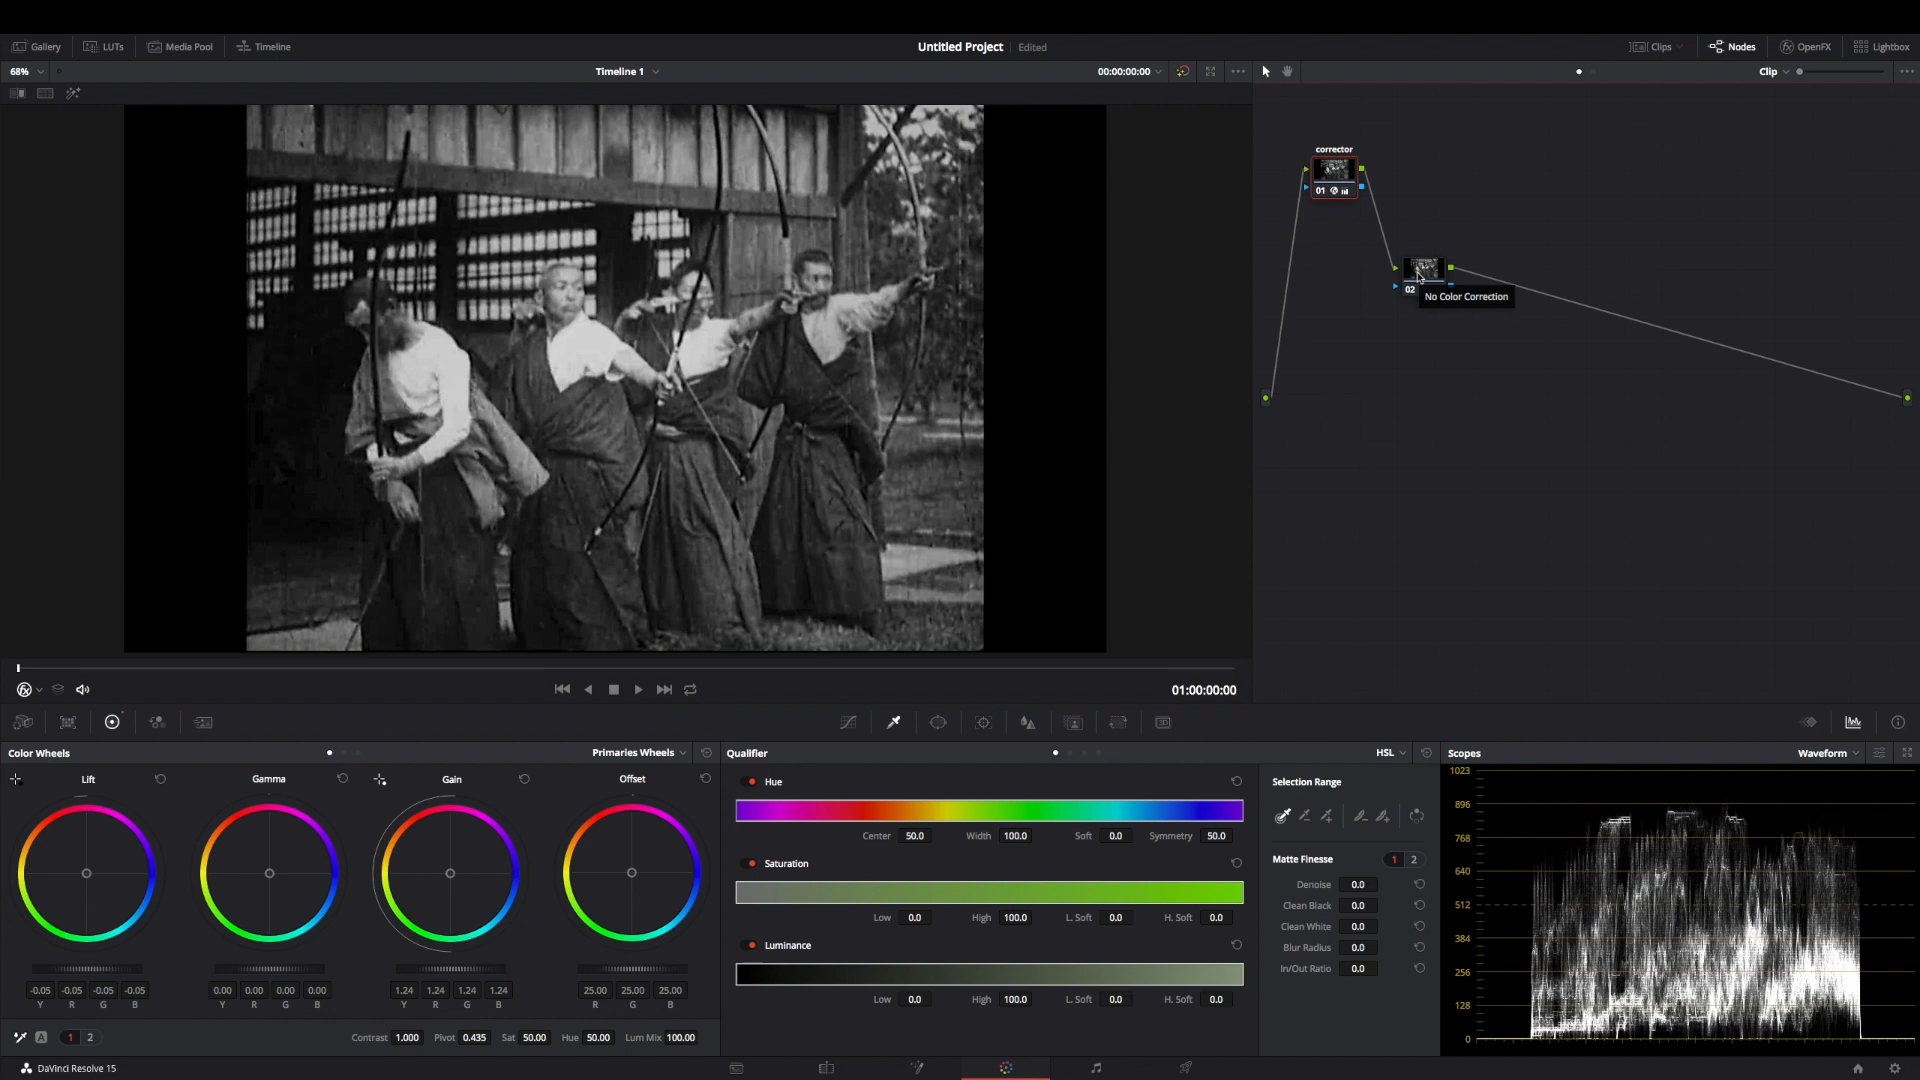 Gallery LUTs Media Pool Timeline Untitled Project Edited Clips Nodes OpenFX Lightbox
68% Timeline 1 00:00:00:00 Clip
corrector
01
02
No Color Correction
01:00:00:00
Color Wheels Primaries Wheels Qualifier HSL Scopes Waveform
Lift Gamma Gain Offset
-0.05 -0.05 -0.05 -0.05 0.00 0.00 0.00 0.00 1.24 1.24 1.24 1.24 25.00 25.00 25.00
Y R G B Y R G B Y R G B R G B
A 1 2 Contrast 1.000 Pivot 0.435 Sat 50.00 Hue 50.00 Lum Mix 100.00
Hue
Center 50.0 Width 100.0 Soft 0.0 Symmetry 50.0
Saturation
Low 0.0 High 100.0 L. Soft 0.0 H. Soft 0.0
Luminance
Low 0.0 High 100.0 L. Soft 0.0 H. Soft 0.0
Selection Range
Matte Finesse 1 2
Denoise 0.0
Clean Black 0.0
Clean White 0.0
Blur Radius 0.0
In/Out Ratio 0.0
1023
896
768
640
512
384
256
128
0
DaVinci Resolve 15